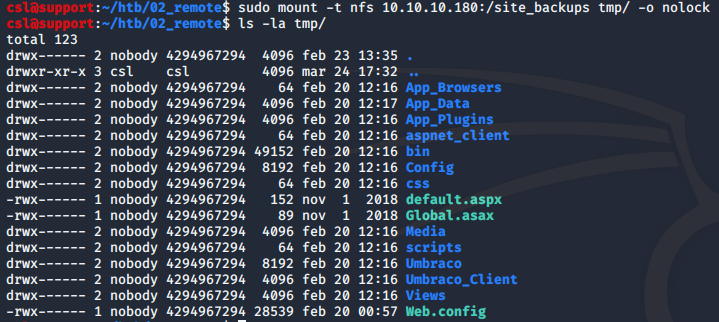 csl@support:~/htb/02_remote$ sudo mount -t nfs 10.10.10.180:/site_backups tmp/ -o nolock
csl@support:~/htb/02_remote$ ls -la tmp/
total 123
drwx------ 2 nobody 4294967294  4096 feb 23 13:35 .
drwxr-xr-x 3 csl    csl         4096 mar 24 17:32 ..
drwx------ 2 nobody 4294967294    64 feb 20 12:16 App_Browsers
drwx------ 2 nobody 4294967294  4096 feb 20 12:17 App_Data
drwx------ 2 nobody 4294967294  4096 feb 20 12:16 App_Plugins
drwx------ 2 nobody 4294967294    64 feb 20 12:16 aspnet_client
drwx------ 2 nobody 4294967294 49152 feb 20 12:16 bin
drwx------ 2 nobody 4294967294  8192 feb 20 12:16 Config
drwx------ 2 nobody 4294967294    64 feb 20 12:16 css
-rwx------ 1 nobody 4294967294   152 nov  1  2018 default.aspx
-rwx------ 1 nobody 4294967294    89 nov  1  2018 Global.asax
drwx------ 2 nobody 4294967294  4096 feb 20 12:16 Media
drwx------ 2 nobody 4294967294    64 feb 20 12:16 scripts
drwx------ 2 nobody 4294967294  8192 feb 20 12:16 Umbraco
drwx------ 2 nobody 4294967294  4096 feb 20 12:16 Umbraco_Client
drwx------ 2 nobody 4294967294  4096 feb 20 12:16 Views
-rwx------ 1 nobody 4294967294 28539 feb 20 00:57 Web.config